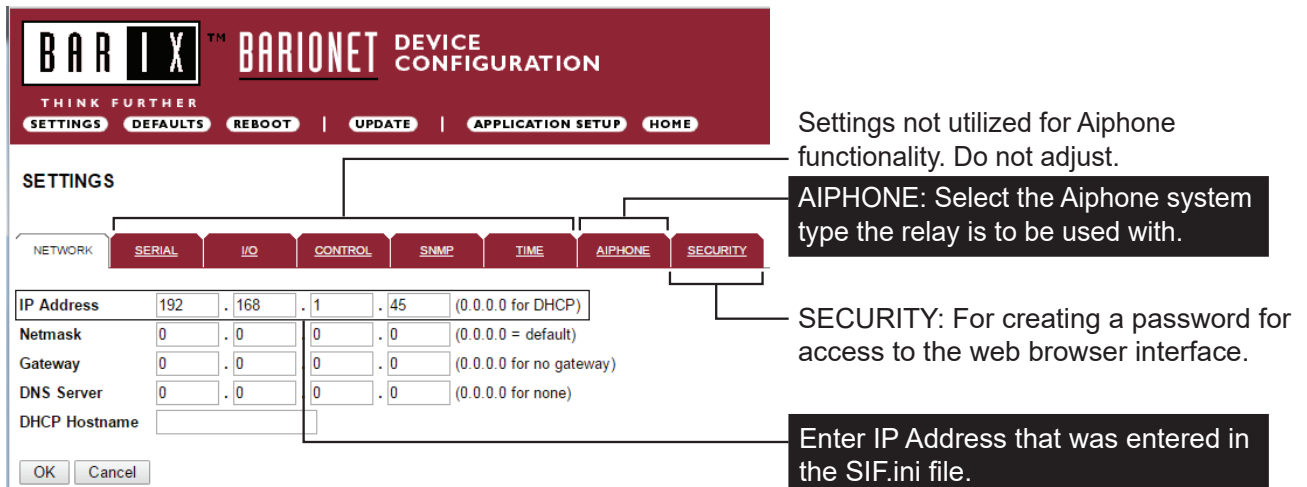 BARIX™ BARIONET DEVICE CONFIGURATION
THINK FURTHER
SETTINGS DEFAULTS REBOOT | UPDATE | APPLICATION SETUP HOME
Settings not utilized for Aiphone
functionality. Do not adjust.
SETTINGS
AIPHONE: Select the Aiphone system
type the relay is to be used with.
NETWORK SERIAL I/O CONTROL SNMP TIME AIPHONE SECURITY
IP Address 192 . 168 . 1 . 45 (0.0.0.0 for DHCP)
Netmask 0 . 0 . 0 . 0 (0.0.0.0 = default)
Gateway 0 . 0 . 0 . 0 (0.0.0.0 for no gateway)
DNS Server 0 . 0 . 0 . 0 (0.0.0.0 for none)
DHCP Hostname
OK Cancel
SECURITY: For creating a password for
access to the web browser interface.
Enter IP Address that was entered in
the SIF.ini file.